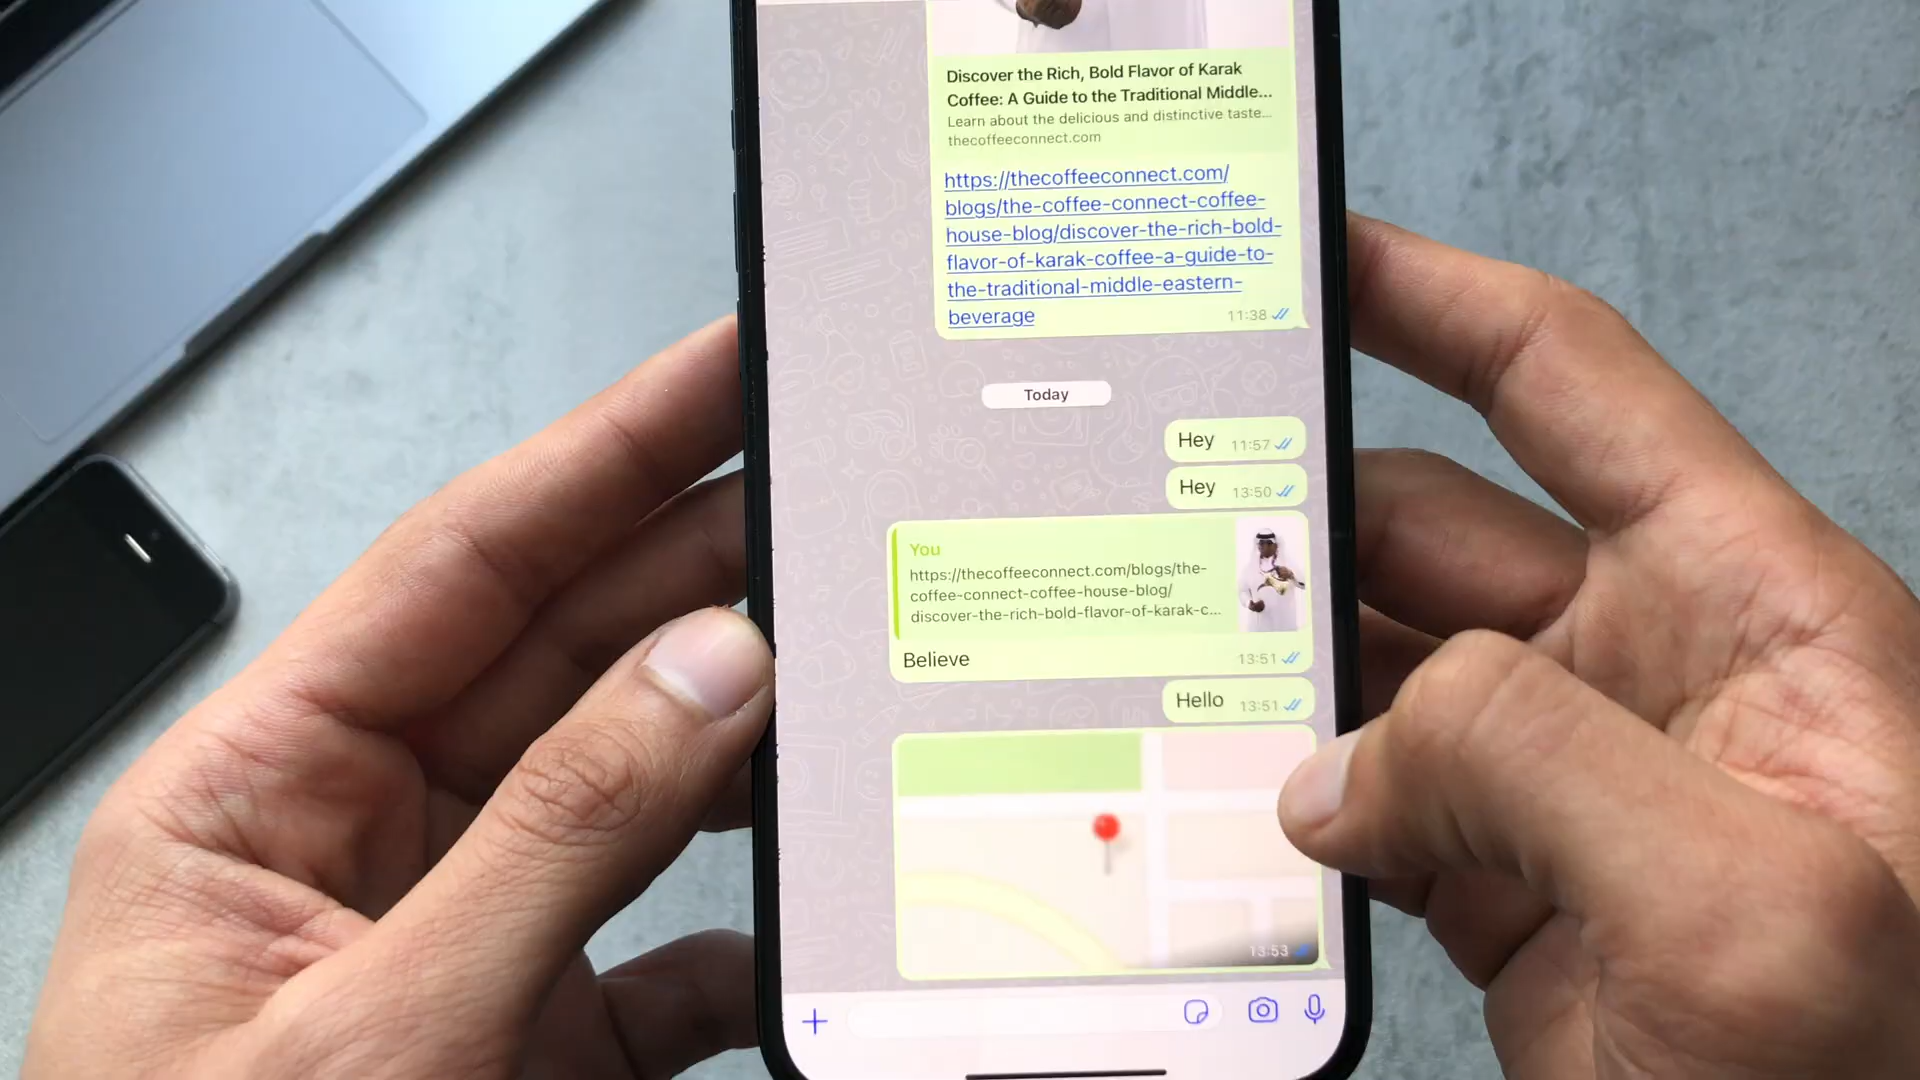 Discover the Rich, Bold Flavor of Karak
Coffee: A Guide to the Traditional Middle...
Learn about the delicious and distinctive taste...
thecoffeeconnect.com
https://thecoffeeconnect.com/
blogs/the-coffee-connect-coffee-
house-blog/discover-the-rich-bold-
flavor-of-karak-coffee-a-guide-to-
the-traditional-middle-eastern-
beverage
11:38
Today
Hey 11:57
Hey 13:50
You
https://thecoffeeconnect.com/blogs/the-
coffee-connect-coffee-house-blog/
discover-the-rich-bold-flavor-of-karak-c...
Believe 13:51
Hello 13:51
13:53